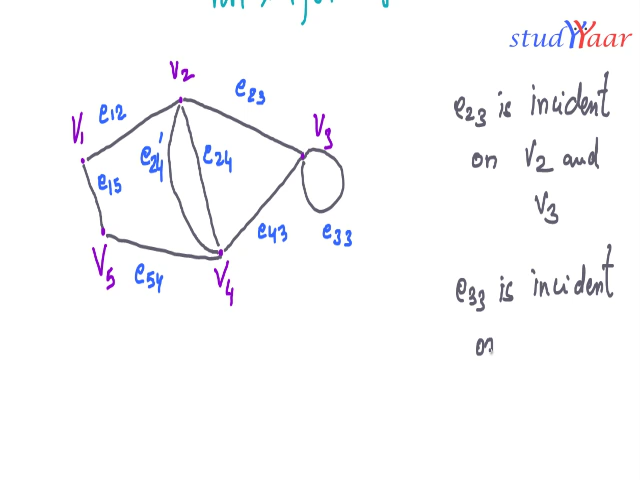 studYYaar
V2
e23
e12
V1
V3
e24'
e24
e15
e43
e33
V5
e54
V4
e23 is incident
on V2 and
V3
e33 is incident
on